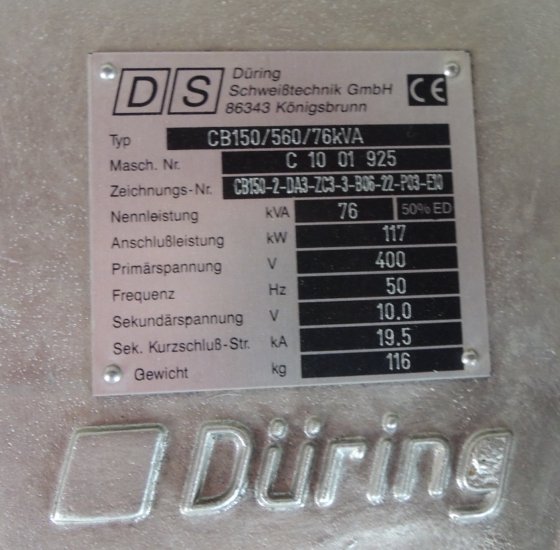 DS
Düring
Schweißtechnik GmbH
86343 Königsbrunn
CE
Typ CB150/560/76kVA
Masch. Nr. C 10 01 925
Zeichnungs-Nr. CB150-2-DA3-ZC3-3-B06-22-P03-E10
Nennleistung kVA 76 50% ED
Anschlußleistung kW 117
Primärspannung V 400
Frequenz Hz 50
Sekundärspannung V 10.0
Sek. Kurzschluß-Str. kA 19.5
Gewicht kg 116
Düring